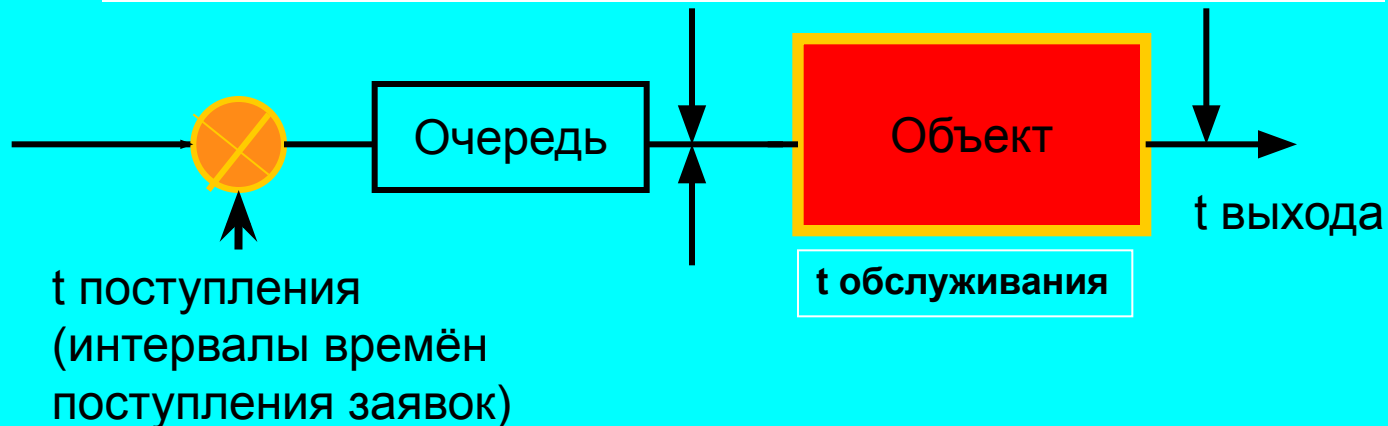 Очередь
Объект
t выхода
t обслуживания
t поступления
(интервалы времён
поступления заявок)